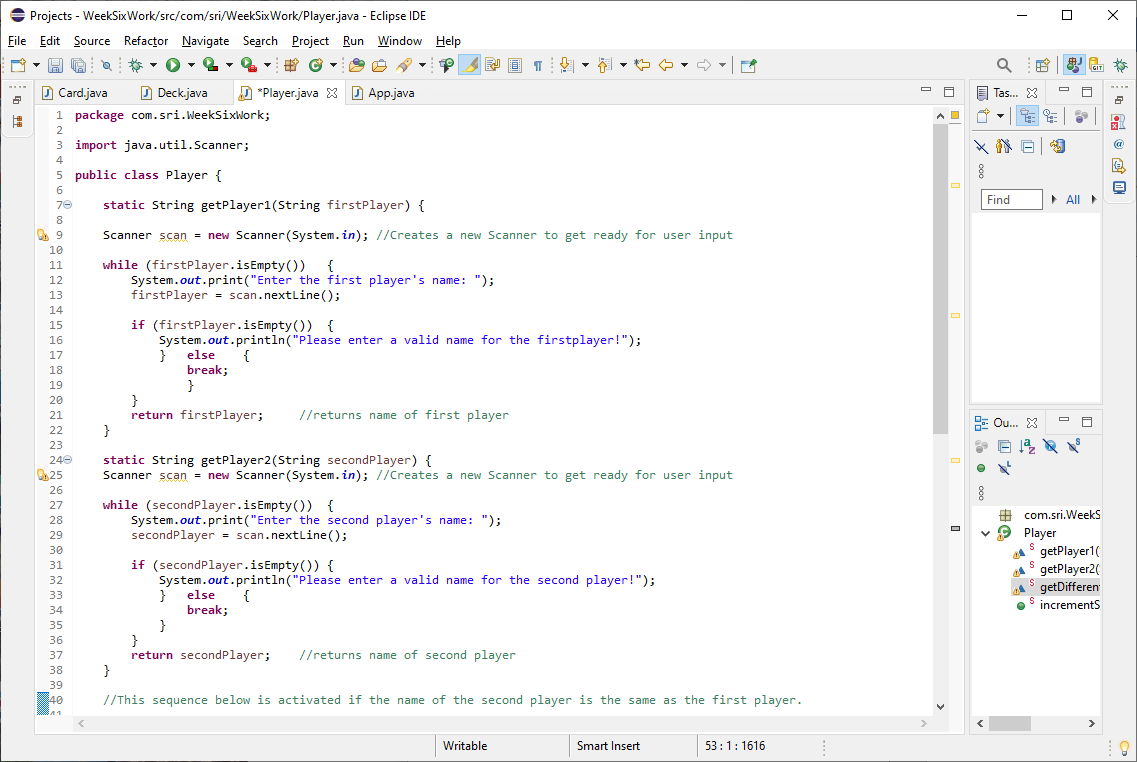 Projects - WeekSixWork/src/com/sri/WeekSixWork/Player.java - Eclipse IDE
File Edit Source Refactor Navigate Search Project Run Window Help
Card.java Deck.java *Player.java App.java
1 package com.sri.WeekSixWork;
2
3 import java.util.Scanner;
4
5 public class Player {
6
7 static String getPlayer1(String firstPlayer) {
8
9 Scanner scan = new Scanner(System.in); //Creates a new Scanner to get ready for user input
10
11 while (firstPlayer.isEmpty()) {
12 System.out.print("Enter the first player's name: ");
13 firstPlayer = scan.nextLine();
14
15 if (firstPlayer.isEmpty()) {
16 System.out.println("Please enter a valid name for the firstplayer!");
17 } else {
18 break;
19 }
20 }
21 return firstPlayer; //returns name of first player
22 }
23
24 static String getPlayer2(String secondPlayer) {
25 Scanner scan = new Scanner(System.in); //Creates a new Scanner to get ready for user input
26
27 while (secondPlayer.isEmpty()) {
28 System.out.print("Enter the second player's name: ");
29 secondPlayer = scan.nextLine();
30
31 if (secondPlayer.isEmpty()) {
32 System.out.println("Please enter a valid name for the second player!");
33 } else {
34 break;
35 }
36 }
37 return secondPlayer; //returns name of second player
38 }
39
40 //This sequence below is activated if the name of the second player is the same as the first player.
41
Tas...
Find All
Ou...
com.sri.WeekS
Player
getPlayer1(
getPlayer2(
getDifferent
incrementS
Writable Smart Insert 53 : 1 : 1616